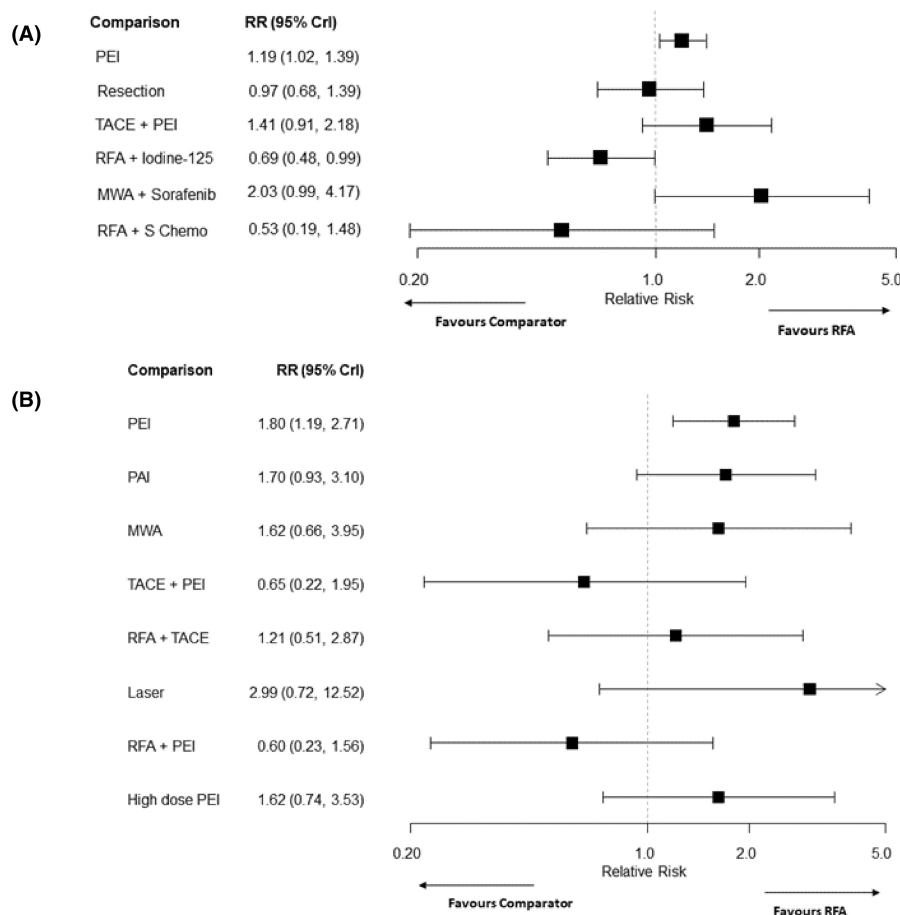 (A)
Comparison RR (95% CrI)
PEI 1.19 (1.02, 1.39)
Resection 0.97 (0.68, 1.39)
TACE + PEI 1.41 (0.91, 2.18)
RFA + Iodine-125 0.69 (0.48, 0.99)
MWA + Sorafenib 2.03 (0.99, 4.17)
RFA + S Chemo 0.53 (0.19, 1.48)
0.20 1.0 2.0 5.0
Relative Risk
Favours Comparator Favours RFA
(B)
Comparison RR (95% CrI)
PEI 1.80 (1.19, 2.71)
PAI 1.70 (0.93, 3.10)
MWA 1.62 (0.66, 3.95)
TACE + PEI 0.65 (0.22, 1.95)
RFA + TACE 1.21 (0.51, 2.87)
Laser 2.99 (0.72, 12.52)
RFA + PEI 0.60 (0.23, 1.56)
High dose PEI 1.62 (0.74, 3.53)
0.20 1.0 2.0 5.0
Relative Risk
Favours Comparator Favours RFA